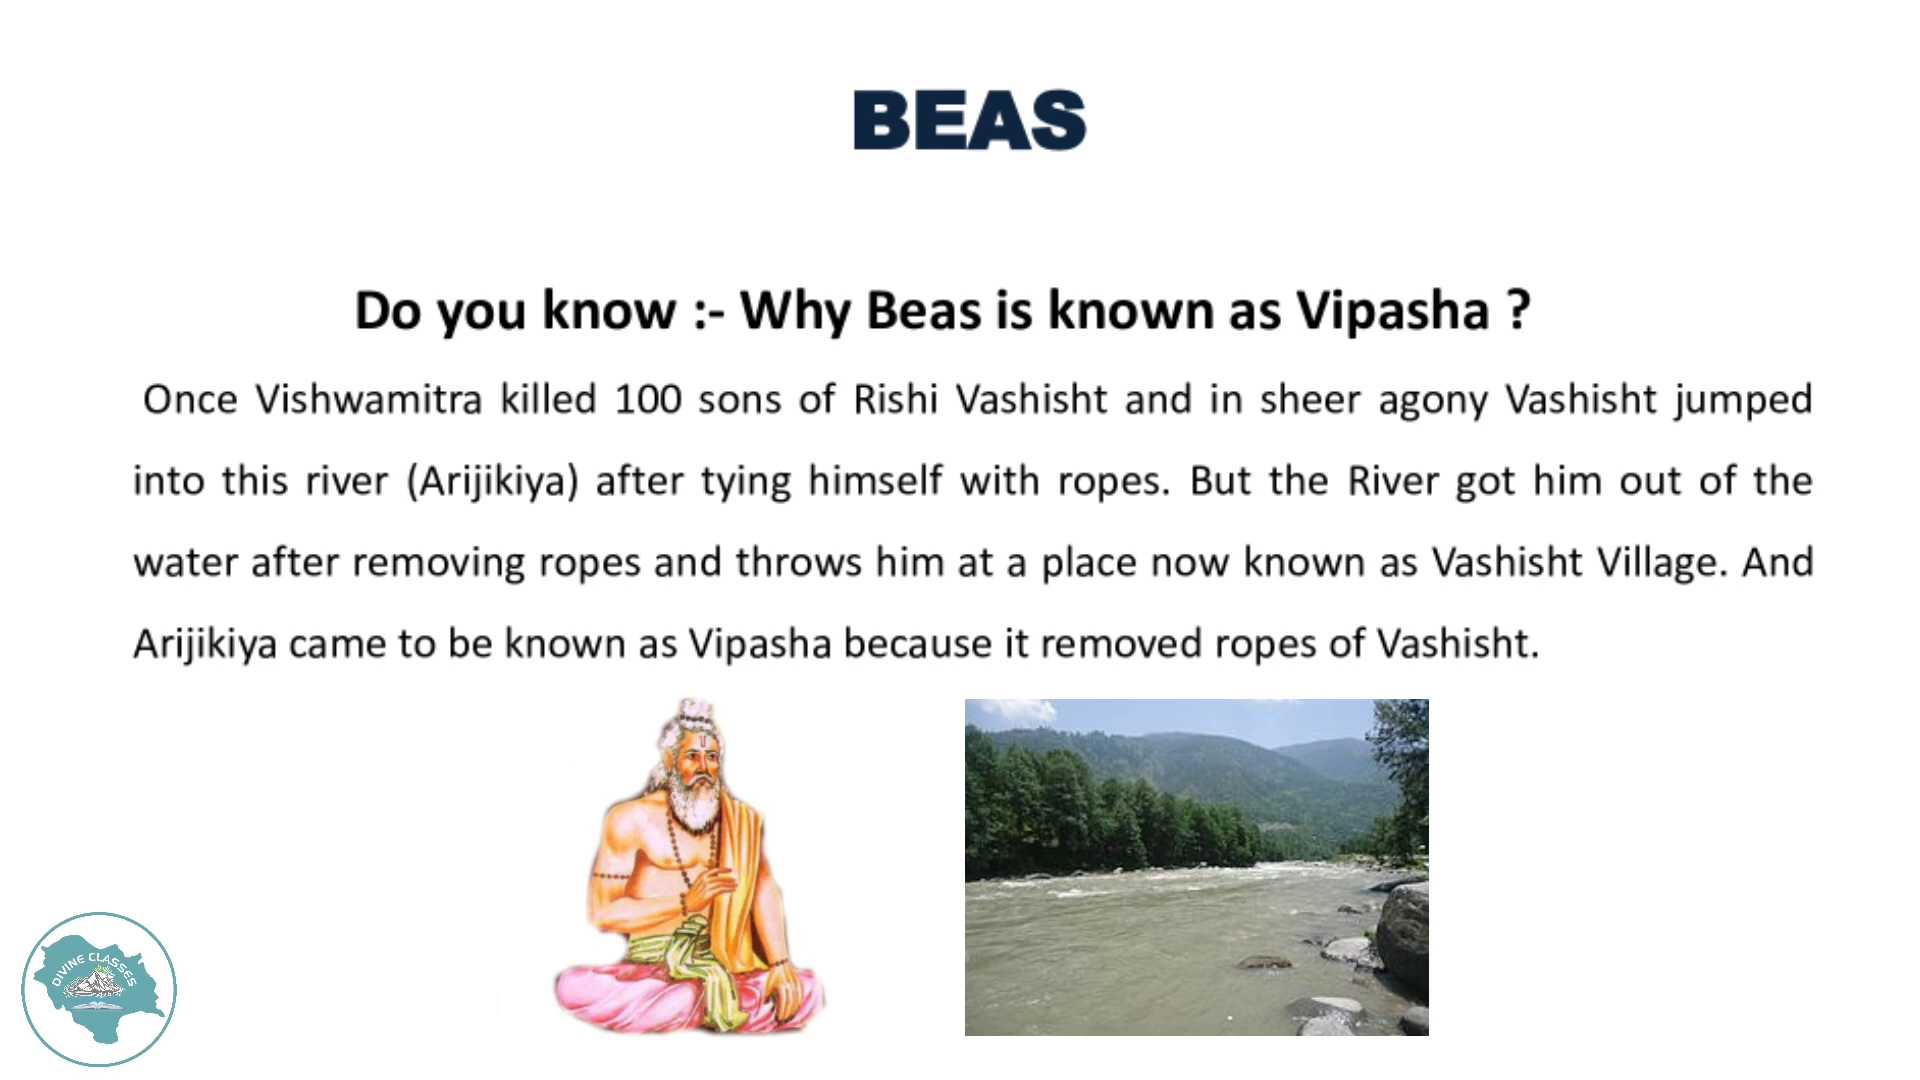 BEAS
Do you know :- Why Beas is known as Vipasha ?
Once Vishwamitra killed 100 sons of Rishi Vashisht and in sheer agony Vashisht jumped
into this river (Arijikiya) after tying himself with ropes. But the River got him out of the
water after removing ropes and throws him at a place now known as Vashisht Village. And
Arijikiya came to be known as Vipasha because it removed ropes of Vashisht.
DIVINE CLASSES